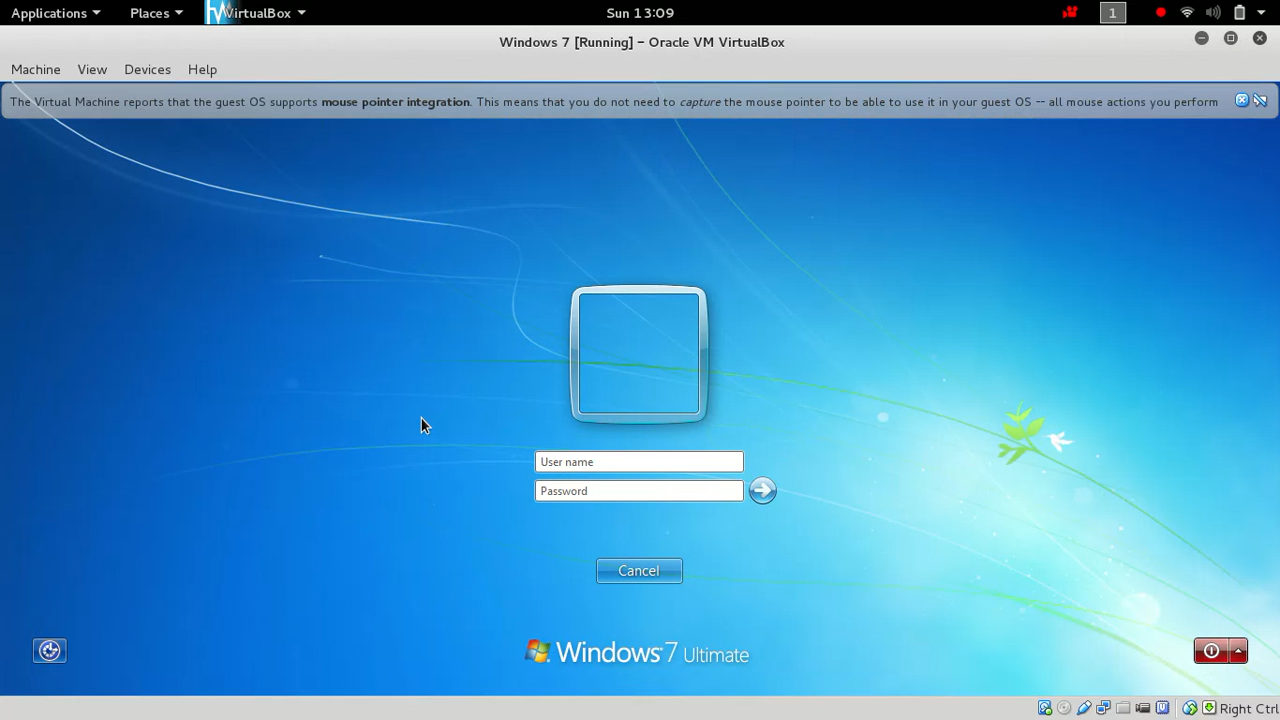 Applications Places VirtualBox Sun 13:09 1
Windows 7 [Running] – Oracle VM VirtualBox
Machine View Devices Help
The Virtual Machine reports that the guest OS supports mouse pointer integration. This means that you do not need to capture the mouse pointer to be able to use it in your guest OS -- all mouse actions you perform
User name
Password
Cancel
Windows 7 Ultimate
Right Ctrl